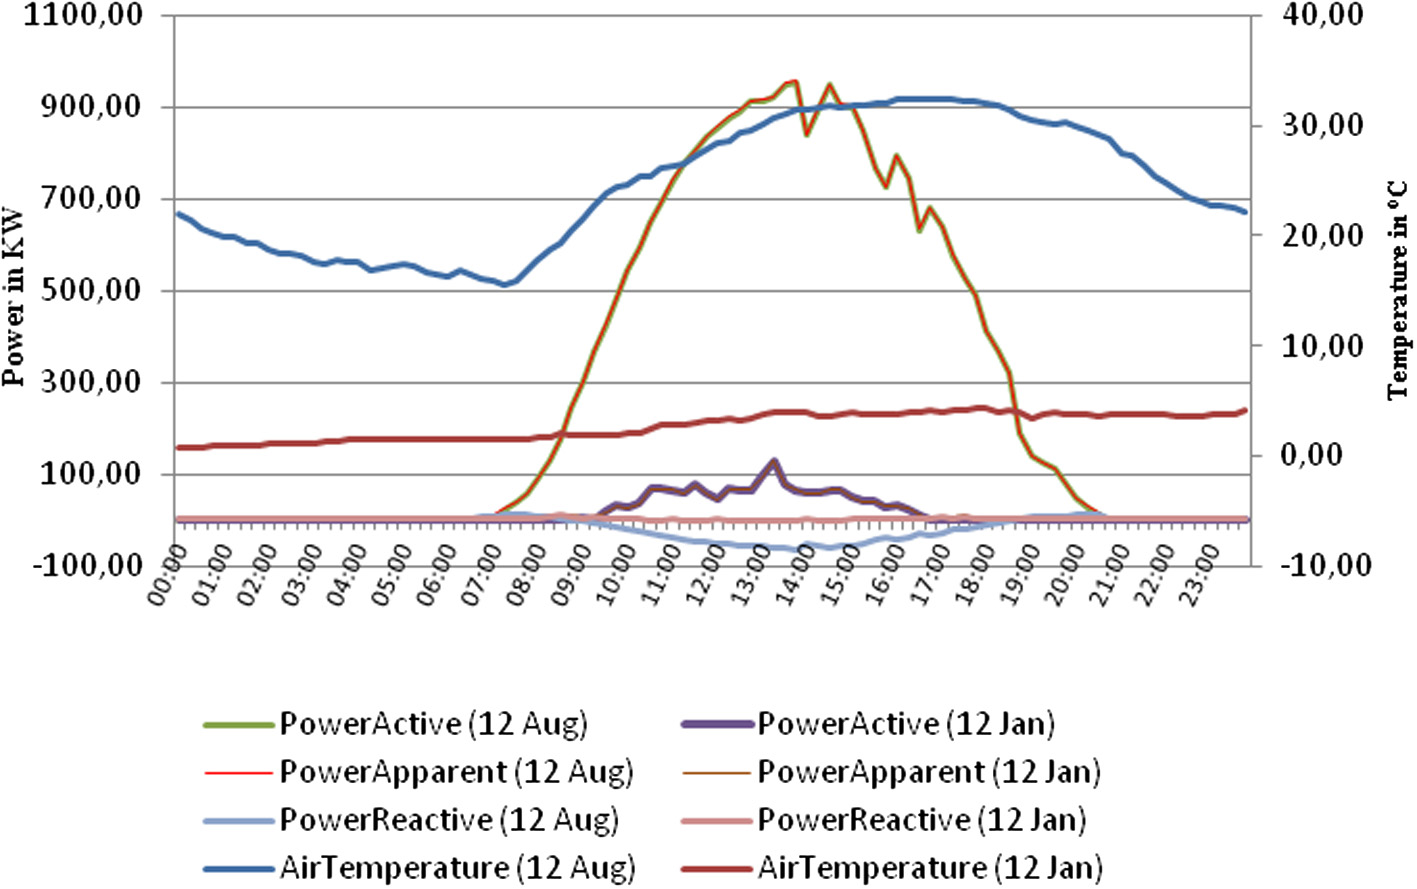 1100,00
900,00
700,00
500,00
300,00
100,00
-100,00
Power in KW
40,00
30,00
20,00
10,00
0,00
-10,00
Temperature in ºC
00:00 01:00 02:00 03:00 04:00 05:00 06:00 07:00 08:00 09:00 10:00 11:00 12:00 13:00 14:00 15:00 16:00 17:00 18:00 19:00 20:00 21:00 22:00 23:00
PowerActive (12 Aug) PowerActive (12 Jan)
PowerApparent (12 Aug) PowerApparent (12 Jan)
PowerReactive (12 Aug) PowerReactive (12 Jan)
AirTemperature (12 Aug) AirTemperature (12 Jan)